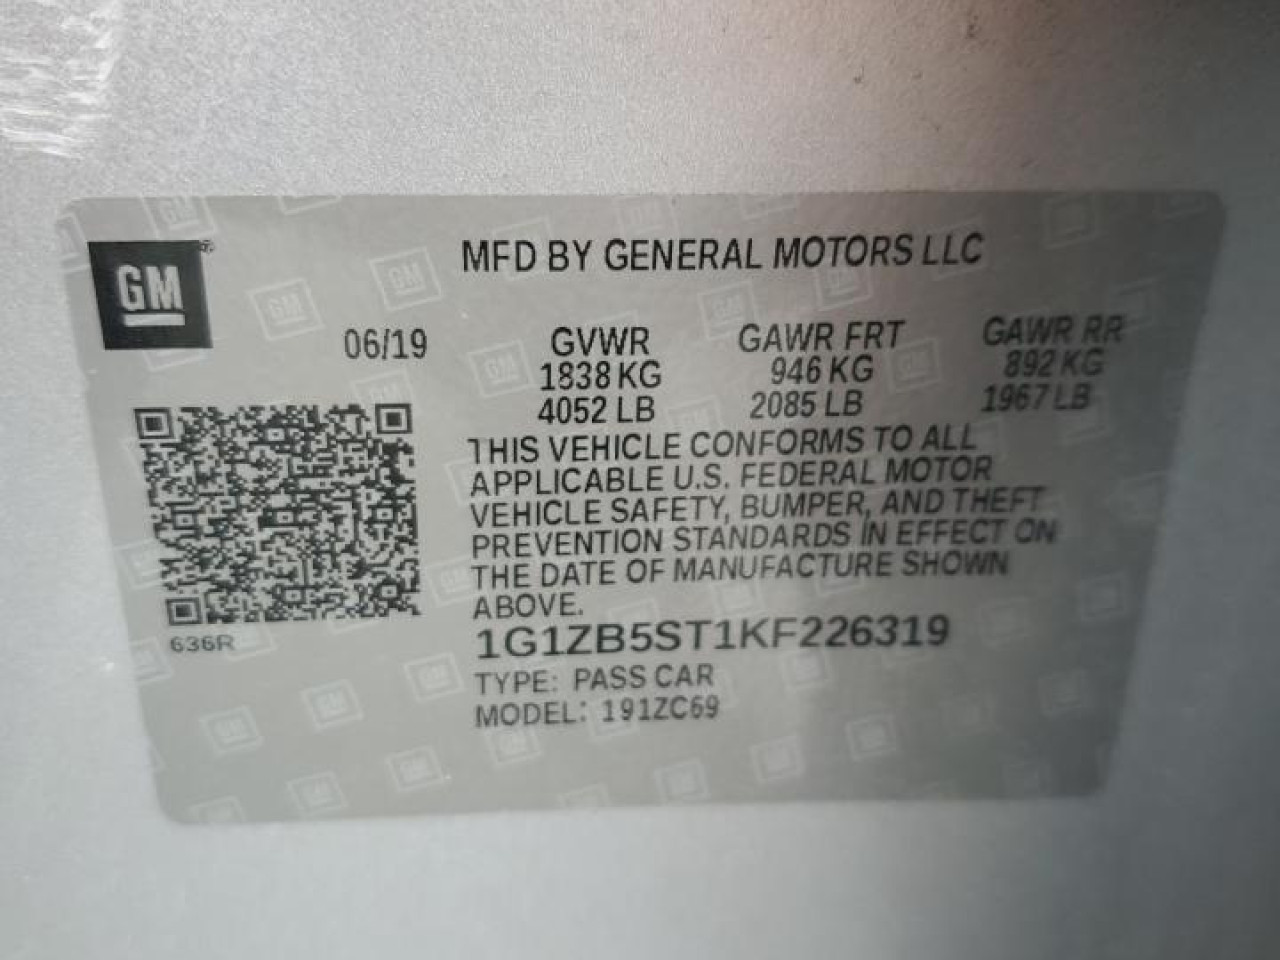 GM
MFD BY GENERAL MOTORS LLC
06/19
GVWR GAWR FRT GAWR RR
1838 KG 946 KG 892 KG
4052 LB 2085 LB 1967 LB
THIS VEHICLE CONFORMS TO ALL
APPLICABLE U.S. FEDERAL MOTOR
VEHICLE SAFETY, BUMPER, AND THEFT
PREVENTION STANDARDS IN EFFECT ON
THE DATE OF MANUFACTURE SHOWN
ABOVE.
636R
1G1ZB5ST1KF226319
TYPE: PASS CAR
MODEL: 191ZC69